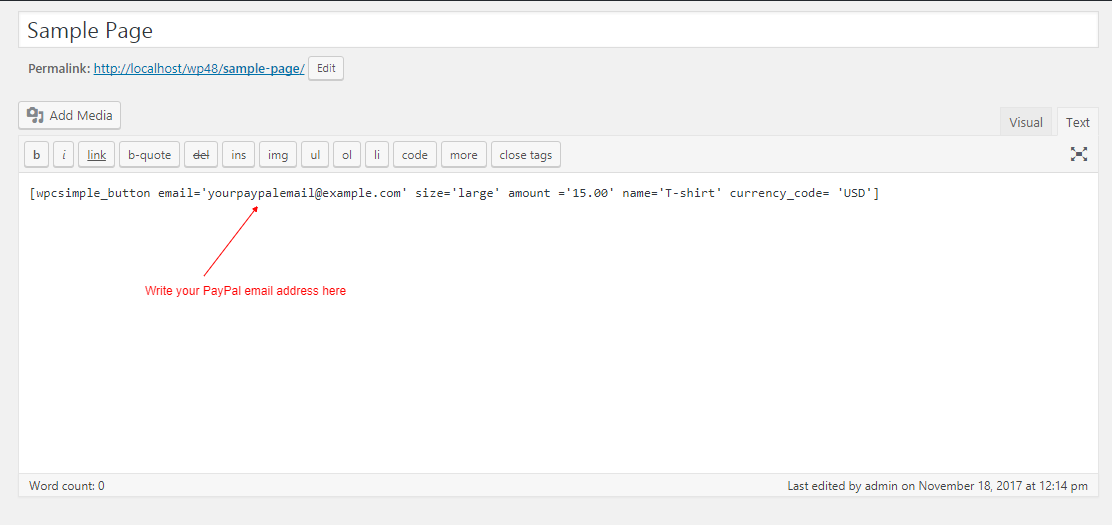 Sample Page
Permalink: http://localhost/wp48/sample-page/ Edit
Add Media
Visual Text
b i link b-quote del ins img ul ol li code more close tags
[wpcsimple_button email='yourpaypalemail@example.com' size='large' amount ='15.00' name='T-shirt' currency_code= 'USD']
Write your PayPal email address here
Word count: 0 Last edited by admin on November 18, 2017 at 12:14 pm